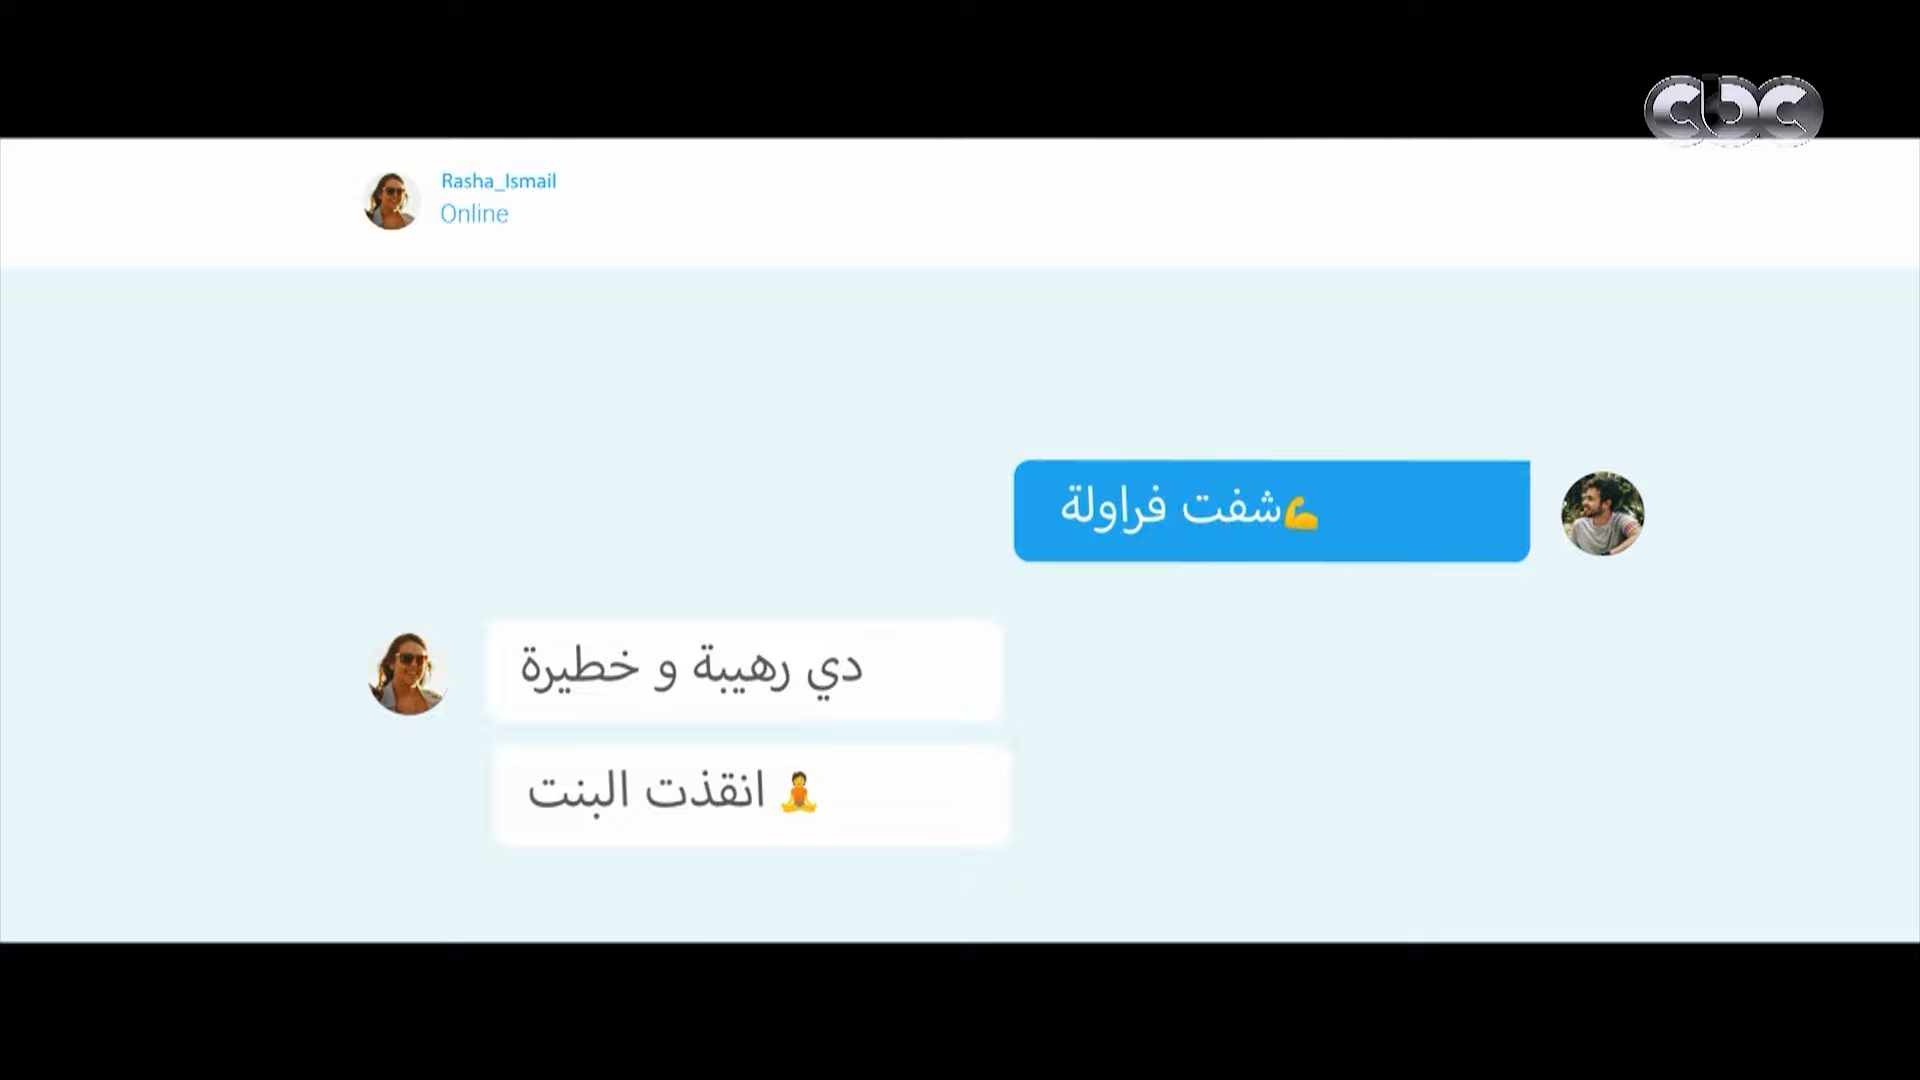 cbc
Rasha_Ismail
Online
💪شفت فراولة
دي رهيبة و خطيرة
🧘 انقذت البنت